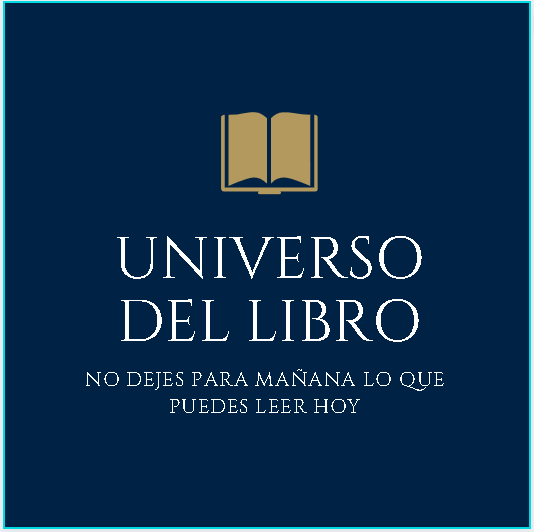 UNIVERSO
DEL LIBRO
NO DEJES PARA MAÑANA LO QUE
PUEDES LEER HOY